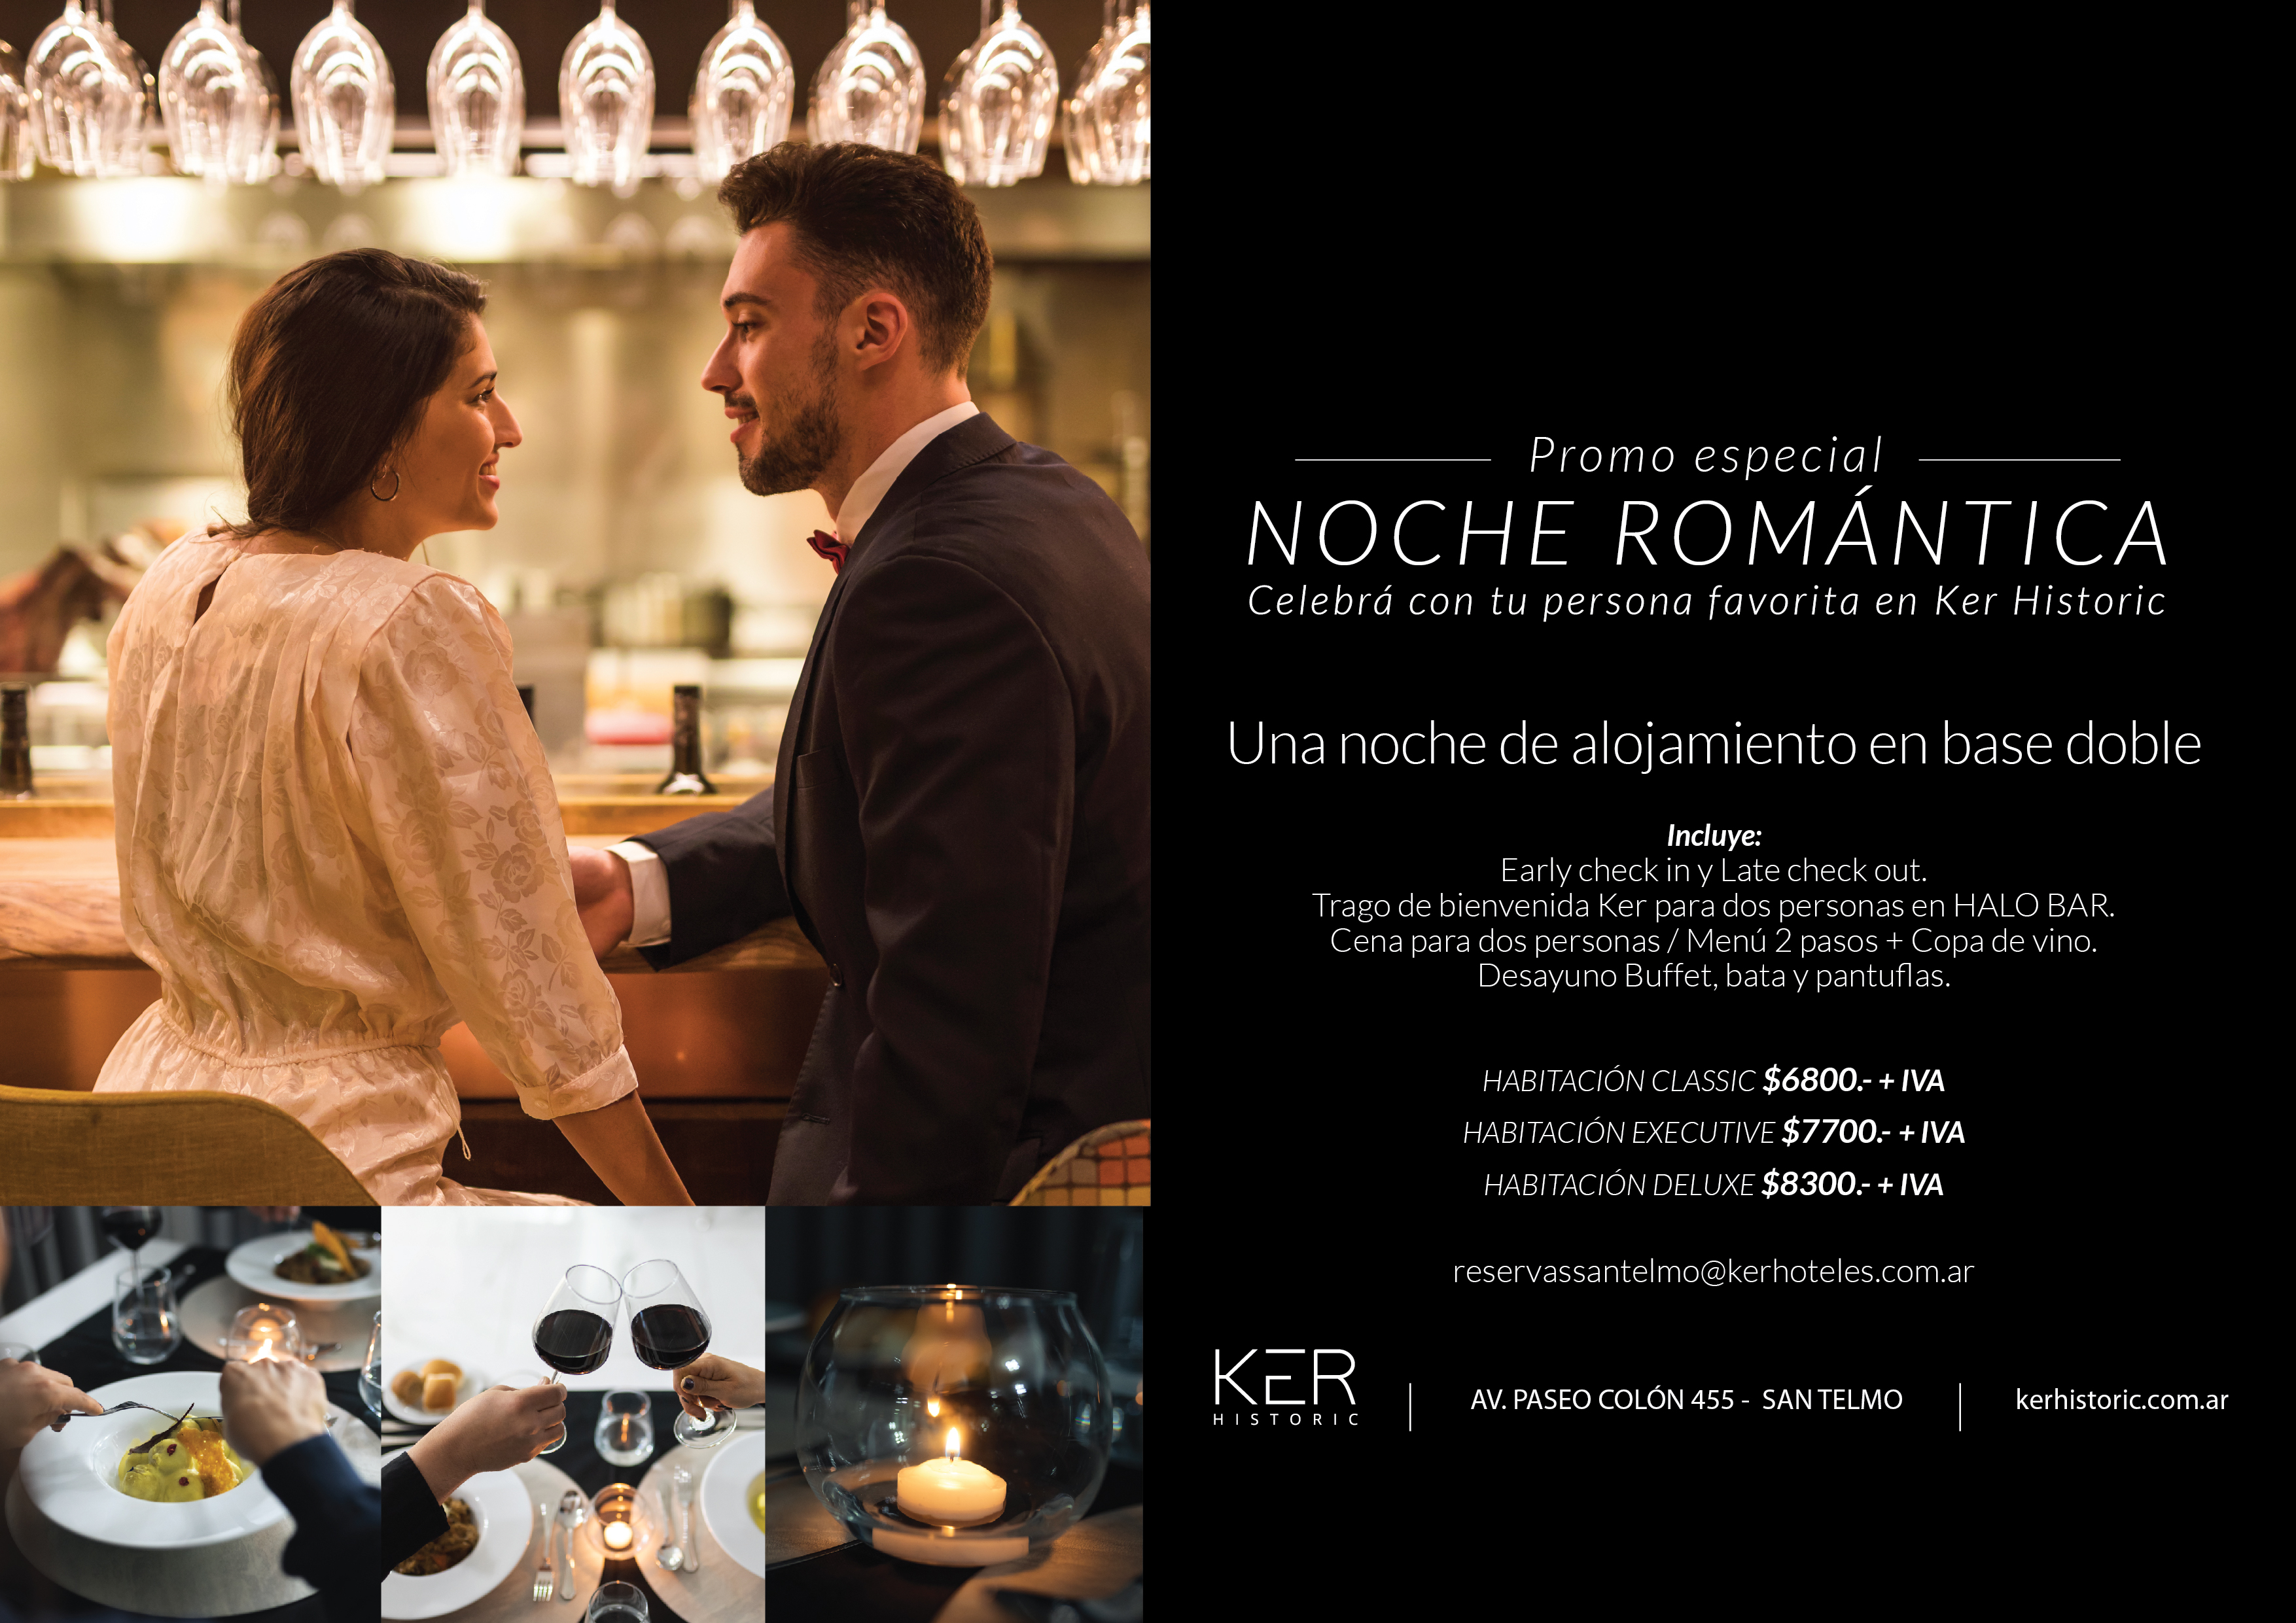 Promo especial
NOCHE ROMÁNTICA
Celebrá con tu persona favorita en Ker Historic
Una noche de alojamiento en base doble
Incluye:
Early check in y Late check out.
Trago de bienvenida Ker para dos personas en HALO BAR.
Cena para dos personas / Menú 2 pasos + Copa de vino.
Desayuno Buffet, bata y pantuflas.
HABITACIÓN CLASSIC $6800.- + IVA
HABITACIÓN EXECUTIVE $7700.- + IVA
HABITACIÓN DELUXE $8300.- + IVA
reservassantelmo@kerhoteles.com.ar
KER
HISTORIC
AV. PASEO COLÓN 455 - SAN TELMO
kerhistoric.com.ar